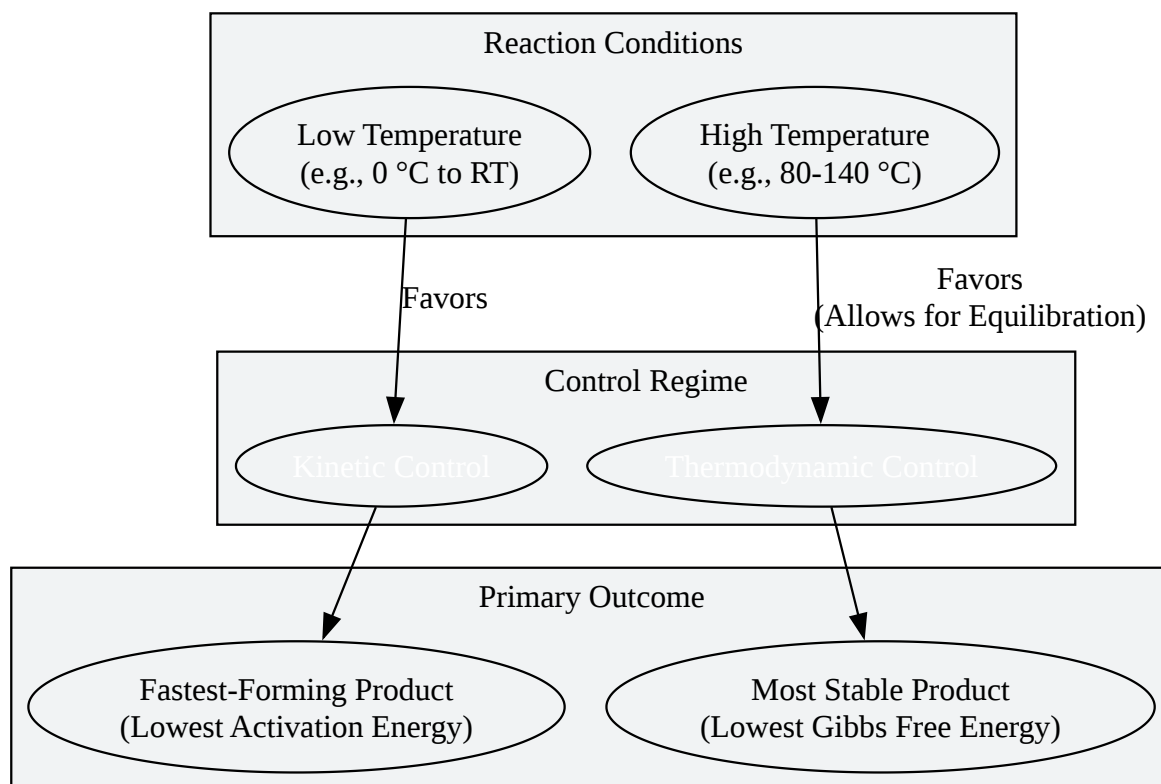 Reaction Conditions
Low Temperature
(e.g., 0 °C to RT)
High Temperature
(e.g., 80-140 °C)
Favors
Favors
(Allows for Equilibration)
Control Regime
Kinetic Control
Thermodynamic Control
Primary Outcome
Fastest-Forming Product
(Lowest Activation Energy)
Most Stable Product
(Lowest Gibbs Free Energy)